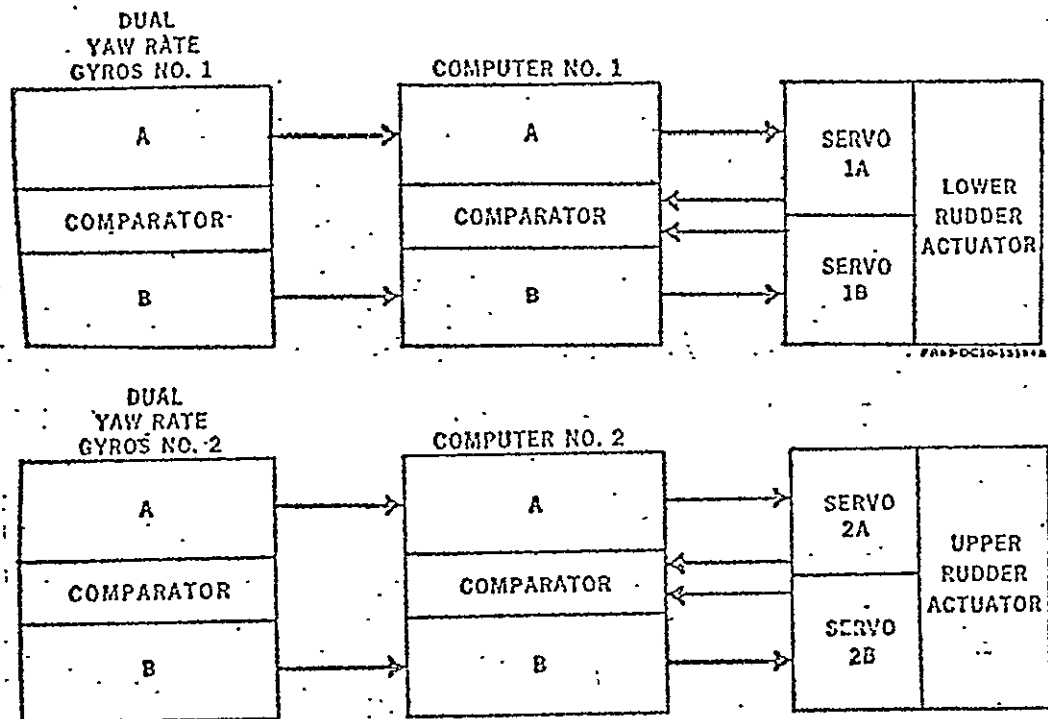 DUAL
YAW RATE
GYROS NO. 1
COMPUTER NO. 1
A
COMPARATOR
B
A
COMPARATOR
B
SERVO
1A
SERVO
1B
LOWER
RUDDER
ACTUATOR
DUAL
YAW RATE
GYROS NO. 2
COMPUTER NO. 2
A
COMPARATOR
B
A
COMPARATOR
B
SERVO
2A
SERVO
2B
UPPER
RUDDER
ACTUATOR